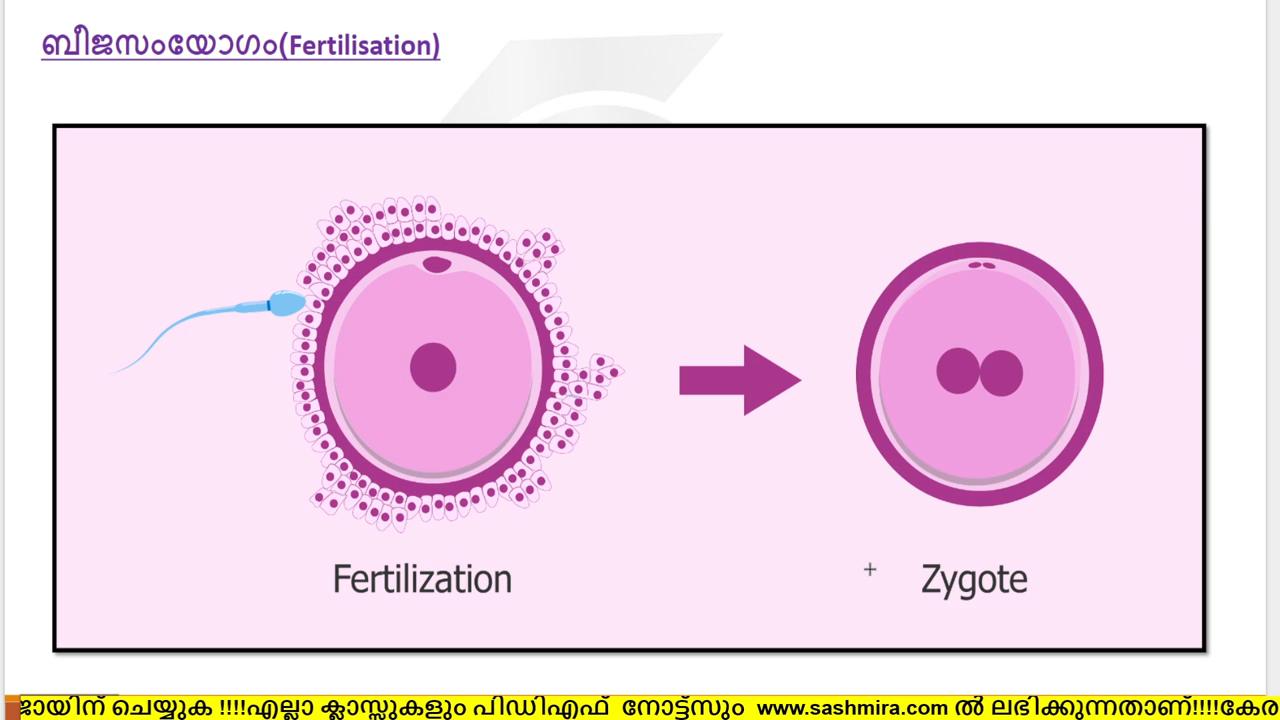 ബീജസംയോഗം(Fertilisation)
Fertilization
Zygote
ജായിന് ചെയ്യുക !!!!എല്ലാ ക്ലാസ്സുകളും പിഡിഎഫ് നോട്ട്സും www.sashmira.com ൽ ലഭിക്കുന്നതാണ്!!!!കേര